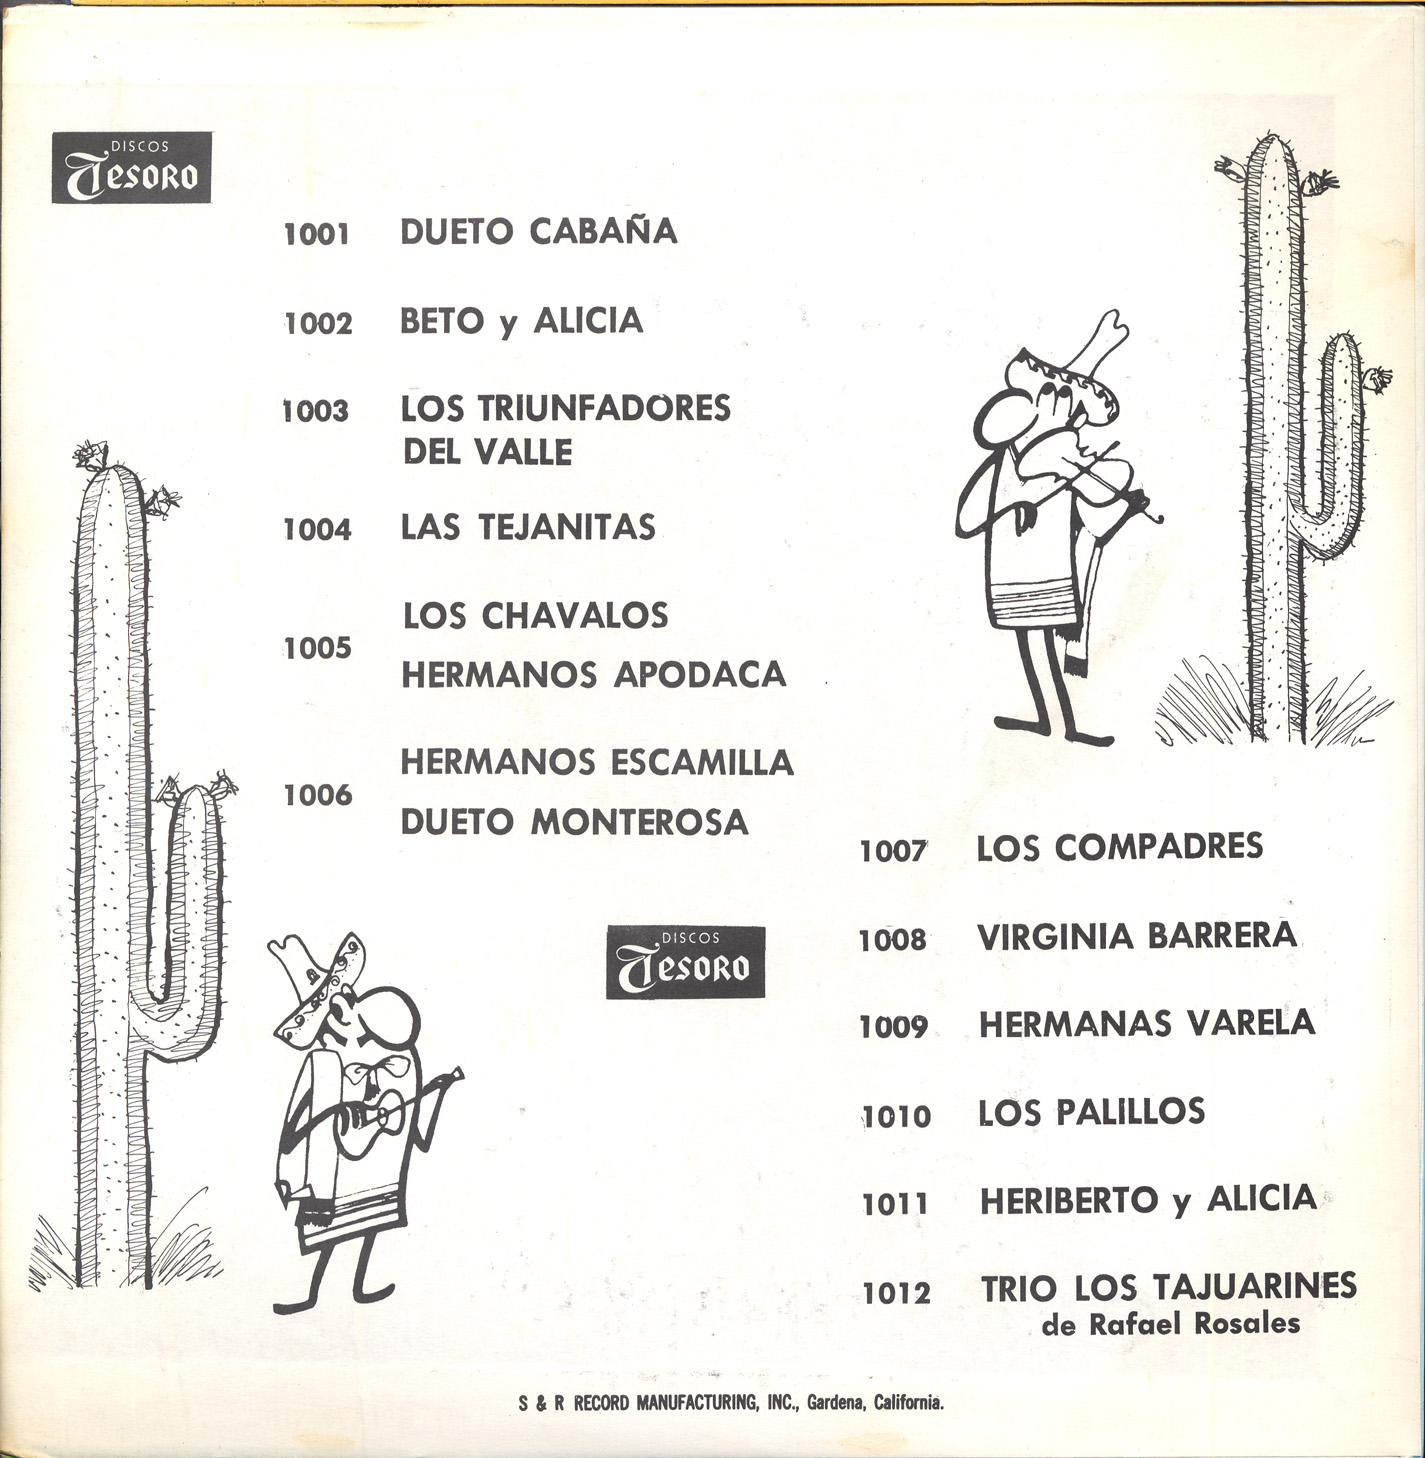 DISCOS
Tesoro
1001 DUETO CABAÑA
1002 BETO y ALICIA
1003 LOS TRIUNFADORES
DEL VALLE
1004 LAS TEJANITAS
1005 LOS CHAVALOS
HERMANOS APODACA
1006 HERMANOS ESCAMILLA
DUETO MONTEROSA
DISCOS
Tesoro
1007 LOS COMPADRES
1008 VIRGINIA BARRERA
1009 HERMANAS VARELA
1010 LOS PALILLOS
1011 HERIBERTO y ALICIA
1012 TRIO LOS TAJUARINES
de Rafael Rosales
S & R RECORD MANUFACTURING, INC., Gardena, California.